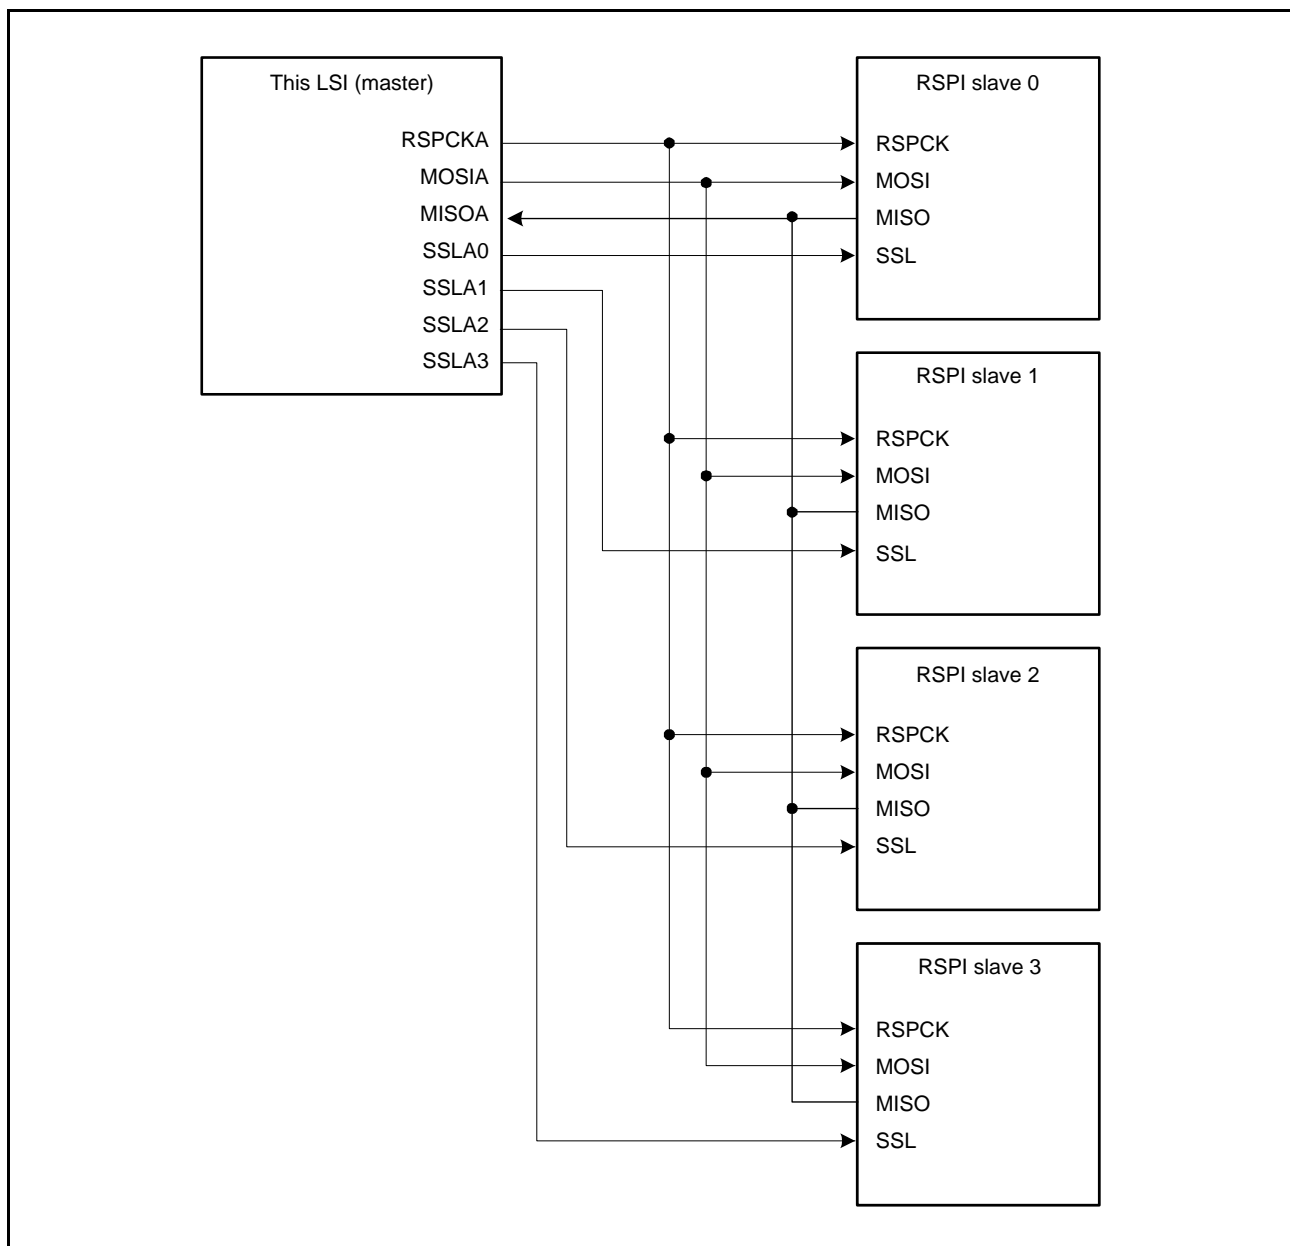 This LSI (master)
RSPCKA
MOSIA
MISOA
SSLA0
SSLA1
SSLA2
SSLA3
RSPI slave 0
RSPCK
MOSI
MISO
SSL
RSPI slave 1
RSPCK
MOSI
MISO
SSL
RSPI slave 2
RSPCK
MOSI
MISO
SSL
RSPI slave 3
RSPCK
MOSI
MISO
SSL